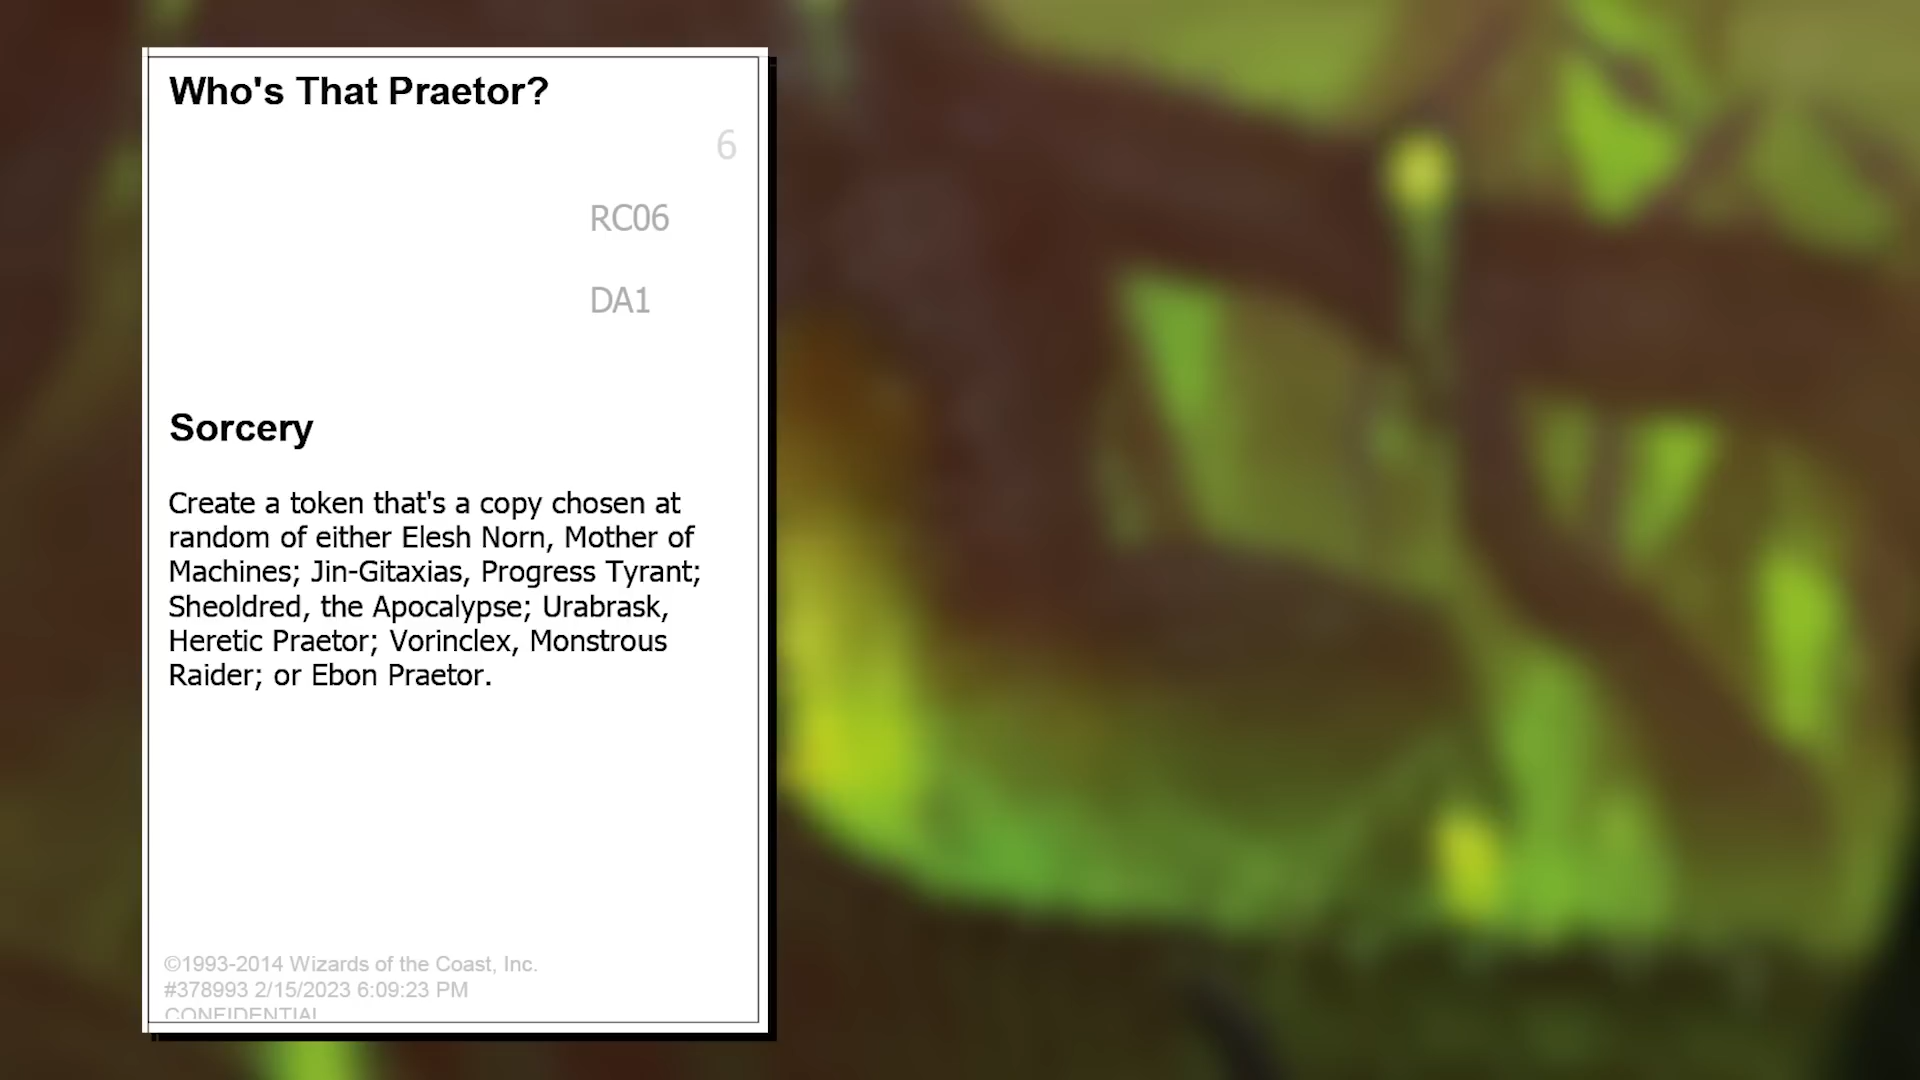 Who's That Praetor?
6
RC06
DA1
Sorcery
Create a token that's a copy chosen at
random of either Elesh Norn, Mother of
Machines; Jin-Gitaxias, Progress Tyrant;
Sheoldred, the Apocalypse; Urabrask,
Heretic Praetor; Vorinclex, Monstrous
Raider; or Ebon Praetor.
©1993-2014 Wizards of the Coast, Inc.
#378993 2/15/2023 6:09:23 PM
CONFIDENTIAL